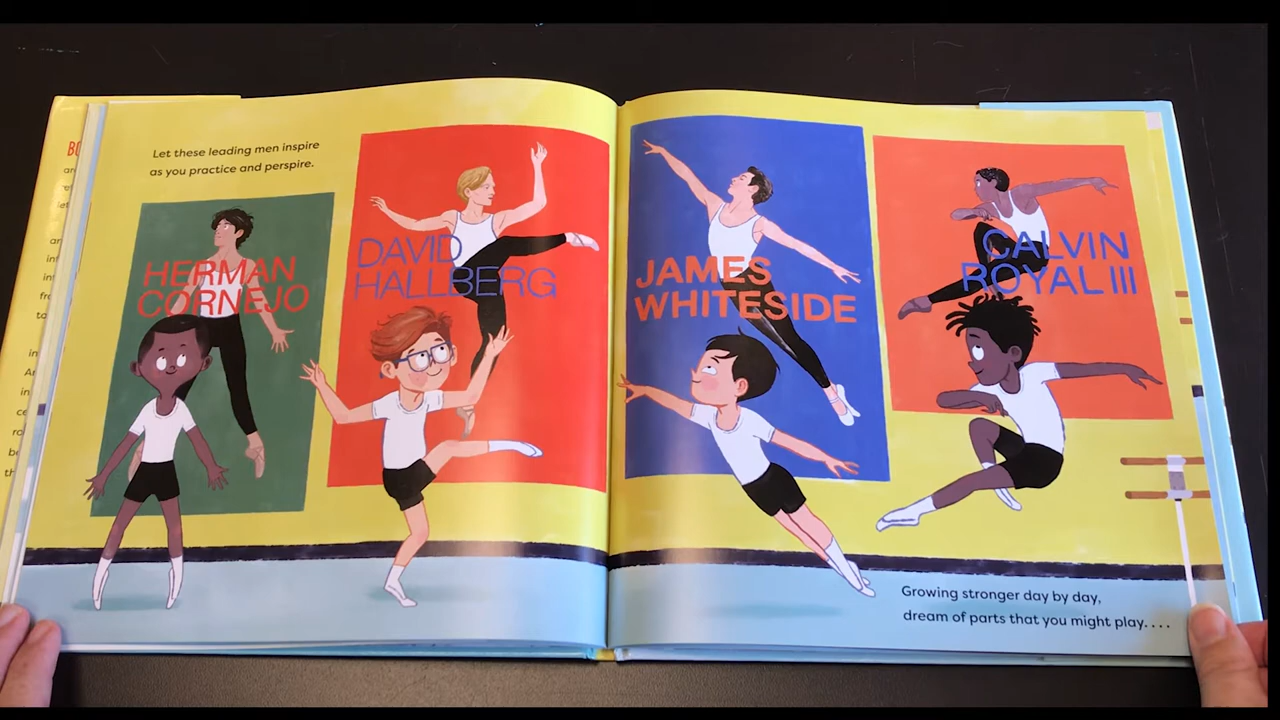 Let these leading men inspire
as you practice and perspire.
HERMAN
CORNEJO
DAVID
HALLBERG
JAMES
WHITESIDE
CALVIN
ROYAL III
Growing stronger day by day,
dream of parts that you might play. . . .